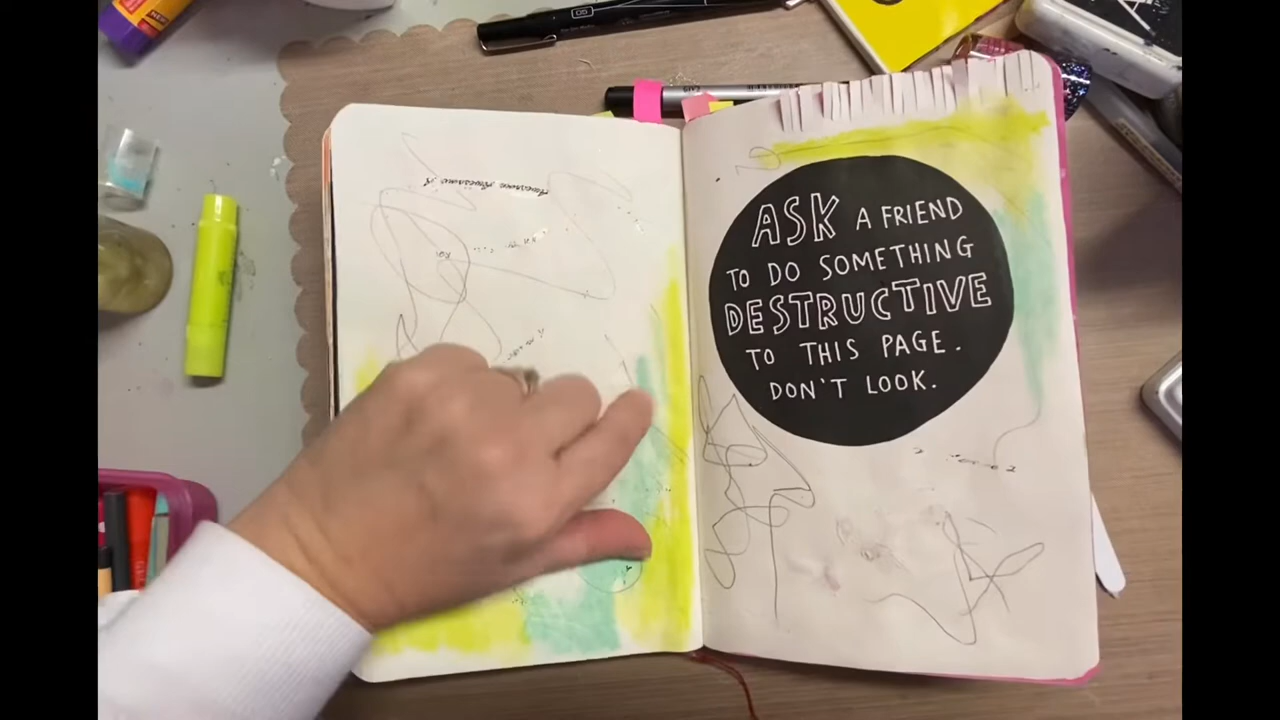 ASK A FRIEND
TO DO SOMETHING
DESTRUCTIVE
TO THIS PAGE.
DON'T LOOK.